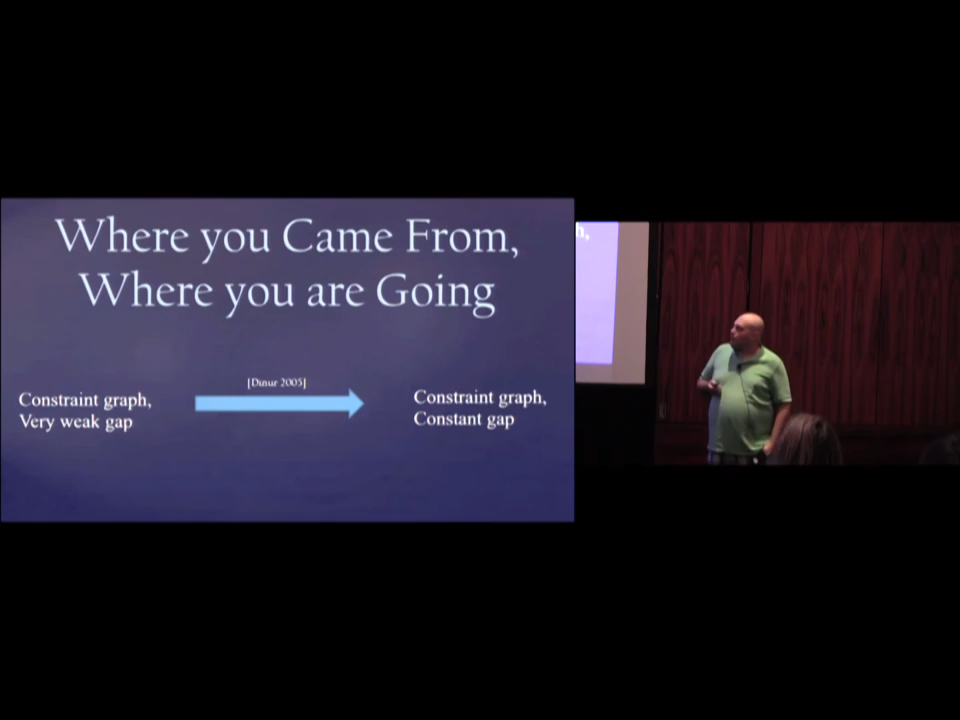 Where you Came From,
Where you are Going
[Dinur 2005]
Constraint graph,
Very weak gap
Constraint graph,
Constant gap
h,